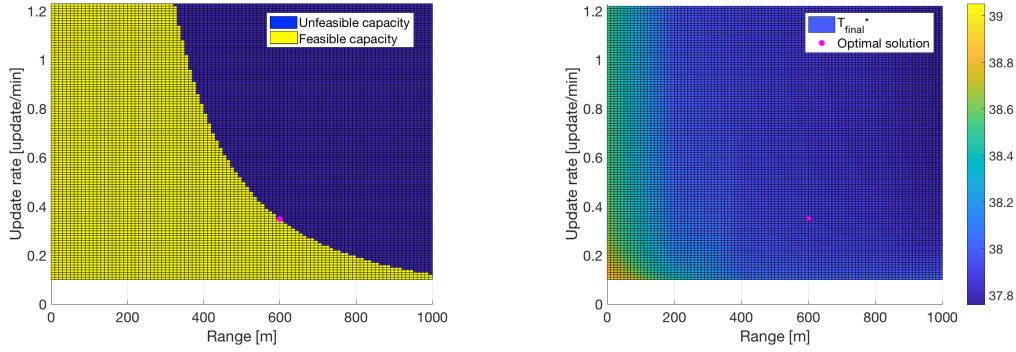 Update rate [update/min]
1.2
1
0.8
0.6
0.4
0.2
0
0 200 400 600 800 1000
Range [m]
Unfeasible capacity
Feasible capacity
Update rate [update/min]
1.2
1
0.8
0.6
0.4
0.2
0
0 200 400 600 800 1000
Range [m]
T_final*
Optimal solution
39
38.8
38.6
38.4
38.2
38
37.8